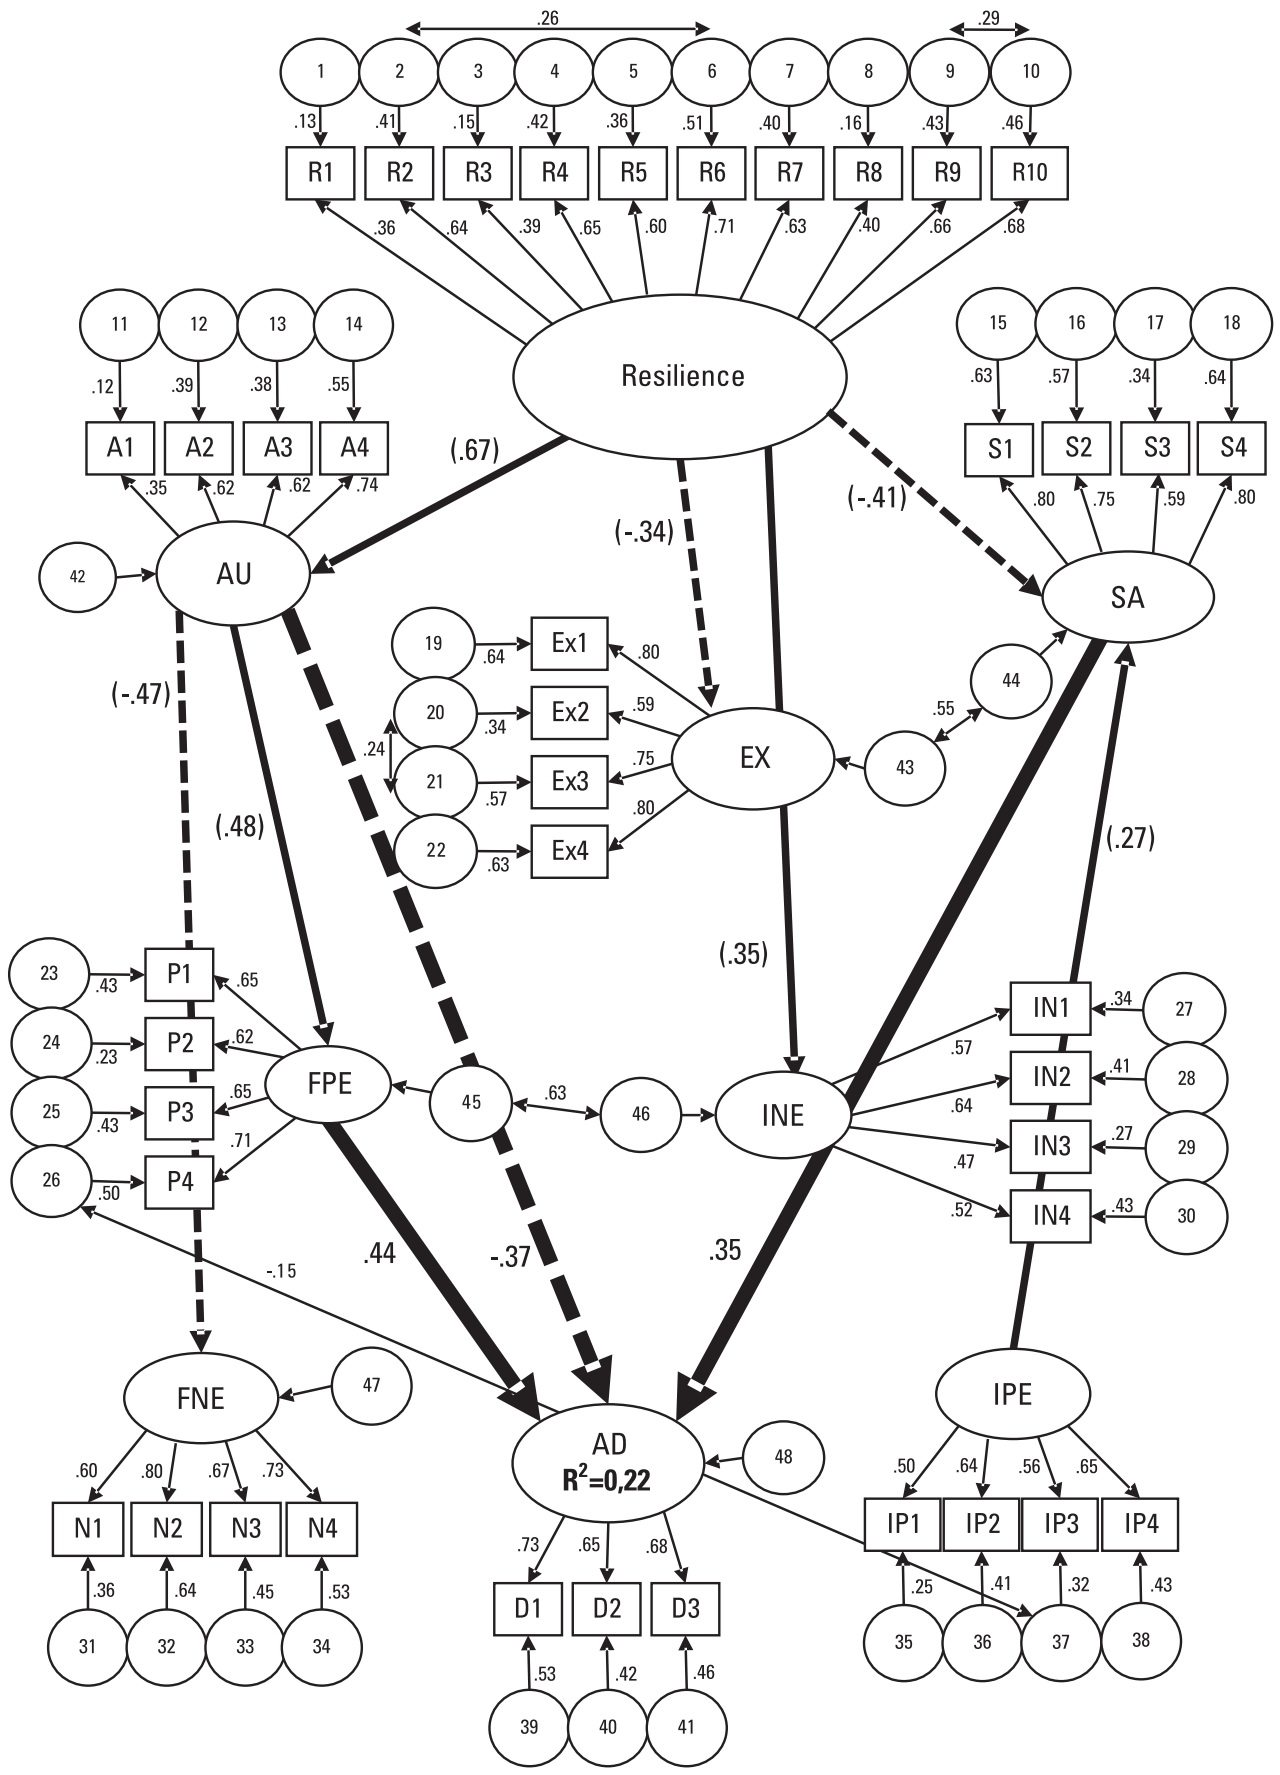 .26 .29
1 2 3 4 5 6 7 8 9 10
.13 .41 .15 .42 .36 .51 .40 .16 .43 .46
R1 R2 R3 R4 R5 R6 R7 R8 R9 R10
.36 .64 .39 .65 .60 .71 .63 .40 .66 .68
11 12 13 14 15 16 17 18
Resilience
.12 .39 .38 .55 .63 .57 .34 .64
A1 A2 A3 A4 S1 S2 S3 S4
(.67)
.35 .62 .62 .74 (-.41) .80 .75 .59 .80
(-.34)
42 AU SA
19 Ex1 .80
.64
(-.47) 44
20 Ex2 .59 .55
.34
.24 EX 43
21 Ex3 .75
.57
.80
(.48) (.27)
22 Ex4
.63
(.35)
23 P1 .65
.43
IN1 .34 27
24 P2 .62 .57
.23
FPE IN2 .41 28
.65 .63 .64
25 P3 45 46 INE
.43
.71 IN3 .27 29
.47
26 P4
.50 .52 IN4 .43 30
.44 -.37 .35
-.15
FNE 47 IPE
AD
48
R²=0,22
.60 .80 .67 .73 .50 .64 .56 .65
N1 N2 N3 N4 IP1 IP2 IP3 IP4
.73 .65 .68
.36 .64 .45 .53 .25 .41 .32 .43
D1 D2 D3
31 32 33 34 35 36 37 38
.53 .42 .46
39 40 41